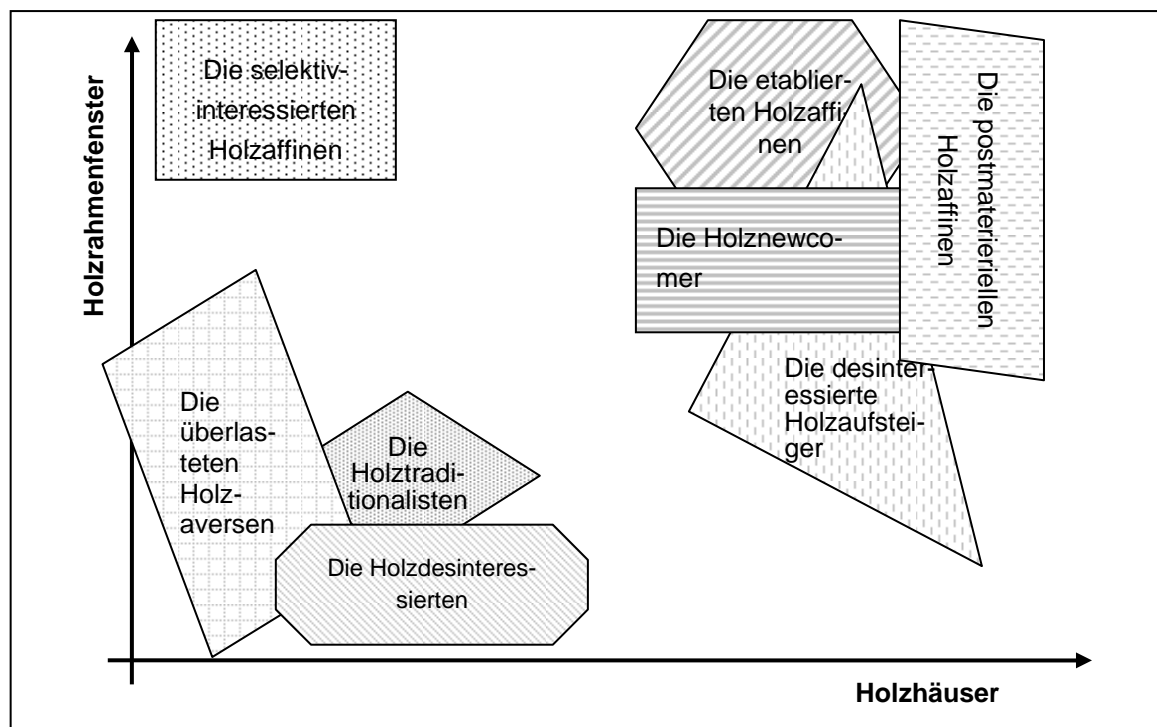 Holzrahmenfenster
Die selektiv-
interessierten
Holzaffinen
Die etablier-
ten Holzaffi-
nen
Die postmaterieriellen
Holzaffinen
Die Holznewco-
mer
Die desinter-
essierte
Holzaufstei-
ger
Die
überlas-
teten
Holz-
aversen
Die
Holztradi-
tionalisten
Die Holzdesinteres-
sierten
Holzhäuser